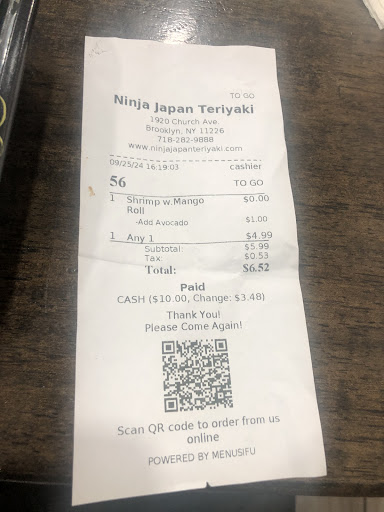 TO GO
Ninja Japan Teriyaki
1920 Church Ave.
Brooklyn, NY 11226
718-282-9888
www.ninjajapanteriyaki.com
09/25/24 16:19:03 cashier
56 TO GO
1 Shrimp w.Mango Roll $0.00
-Add Avocado $1.00
1 Any 1 $4.99
Subtotal: $5.99
Tax: $0.53
Total: $6.52
Paid
CASH ($10.00, Change: $3.48)
Thank You!
Please Come Again!
Scan QR code to order from us
online
POWERED BY MENUSIFU